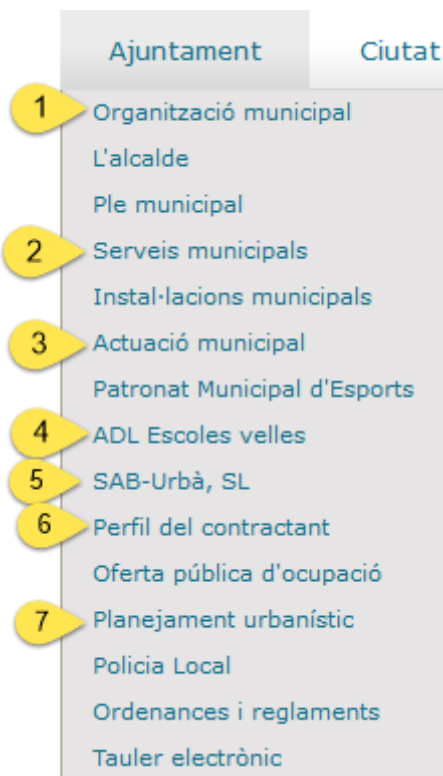 Ajuntament Ciutat
1 Organització municipal
L'alcalde
Ple municipal
2 Serveis municipals
Instal·lacions municipals
3 Actuació municipal
Patronat Municipal d'Esports
4 ADL Escoles velles
5 SAB-Urbà, SL
6 Perfil del contractant
Oferta pública d'ocupació
7 Planejament urbanístic
Policia Local
Ordenances i reglaments
Tauler electrònic